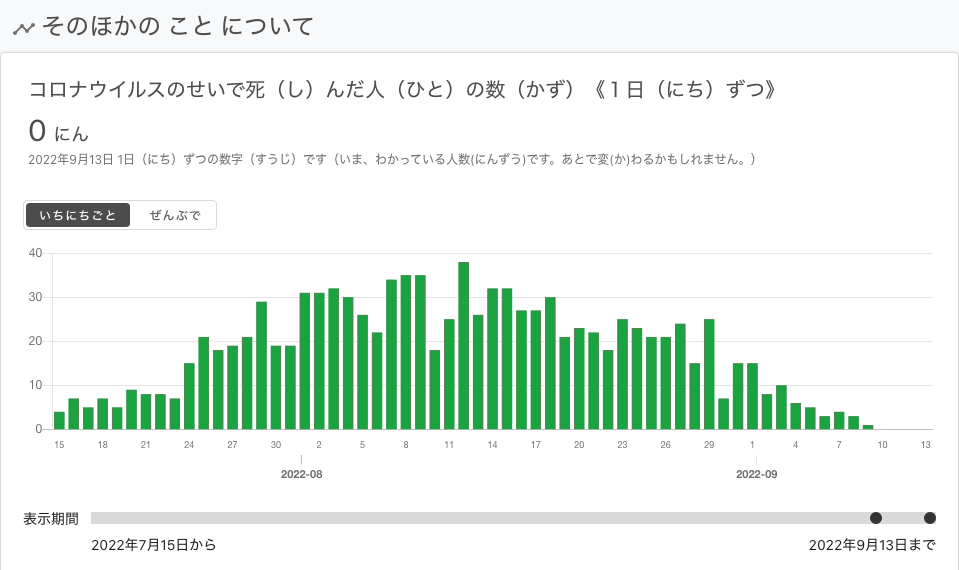 そのほかの こと について
コロナウイルスのせいで死（し）んだ人（ひと）の数（かず）《１日（にち）ずつ》
0 にん
2022年9月13日 1日（にち）ずつの数字（すうじ）です（いま、わかっている人数(にんずう)です。あとで変(か)わるかもしれません。）
いちにちごと ぜんぶで
40
30
20
10
0
15 18 21 24 27 30 2 5 8 11 14 17 20 23 26 29 1 4 7 10 13
2022-08 2022-09
表示期間
2022年7月15日から 2022年9月13日まで